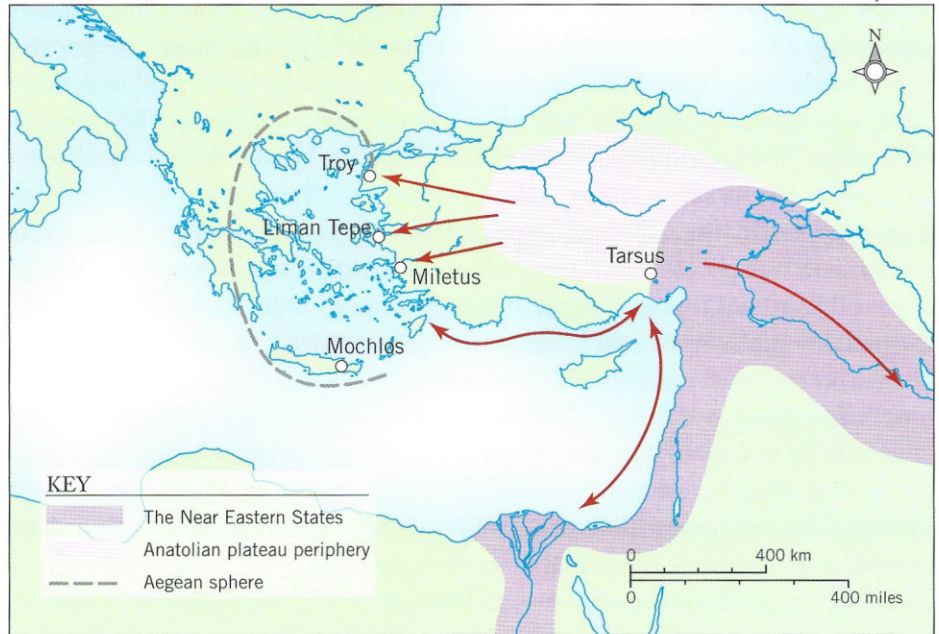 N
Troy
Liman Tepe
Miletus
Tarsus
Mochlos
KEY
The Near Eastern States
Anatolian plateau periphery
Aegean sphere
0 400 km
0 400 miles